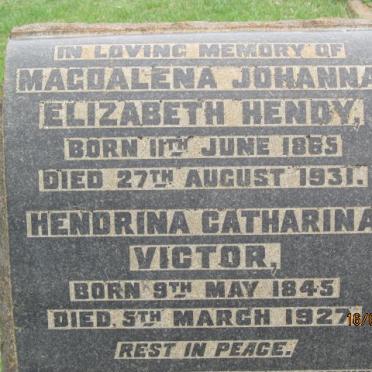 IN LOVING MEMORY OF
MAGDALENA JOHANNA
ELIZABETH HENDY,
BORN 11TH JUNE 1865
DIED 27TH AUGUST 1931.
HENDRINA CATHARINA
VICTOR,
BORN 9TH MAY 1845
DIED 5TH MARCH 1927
REST IN PEACE.